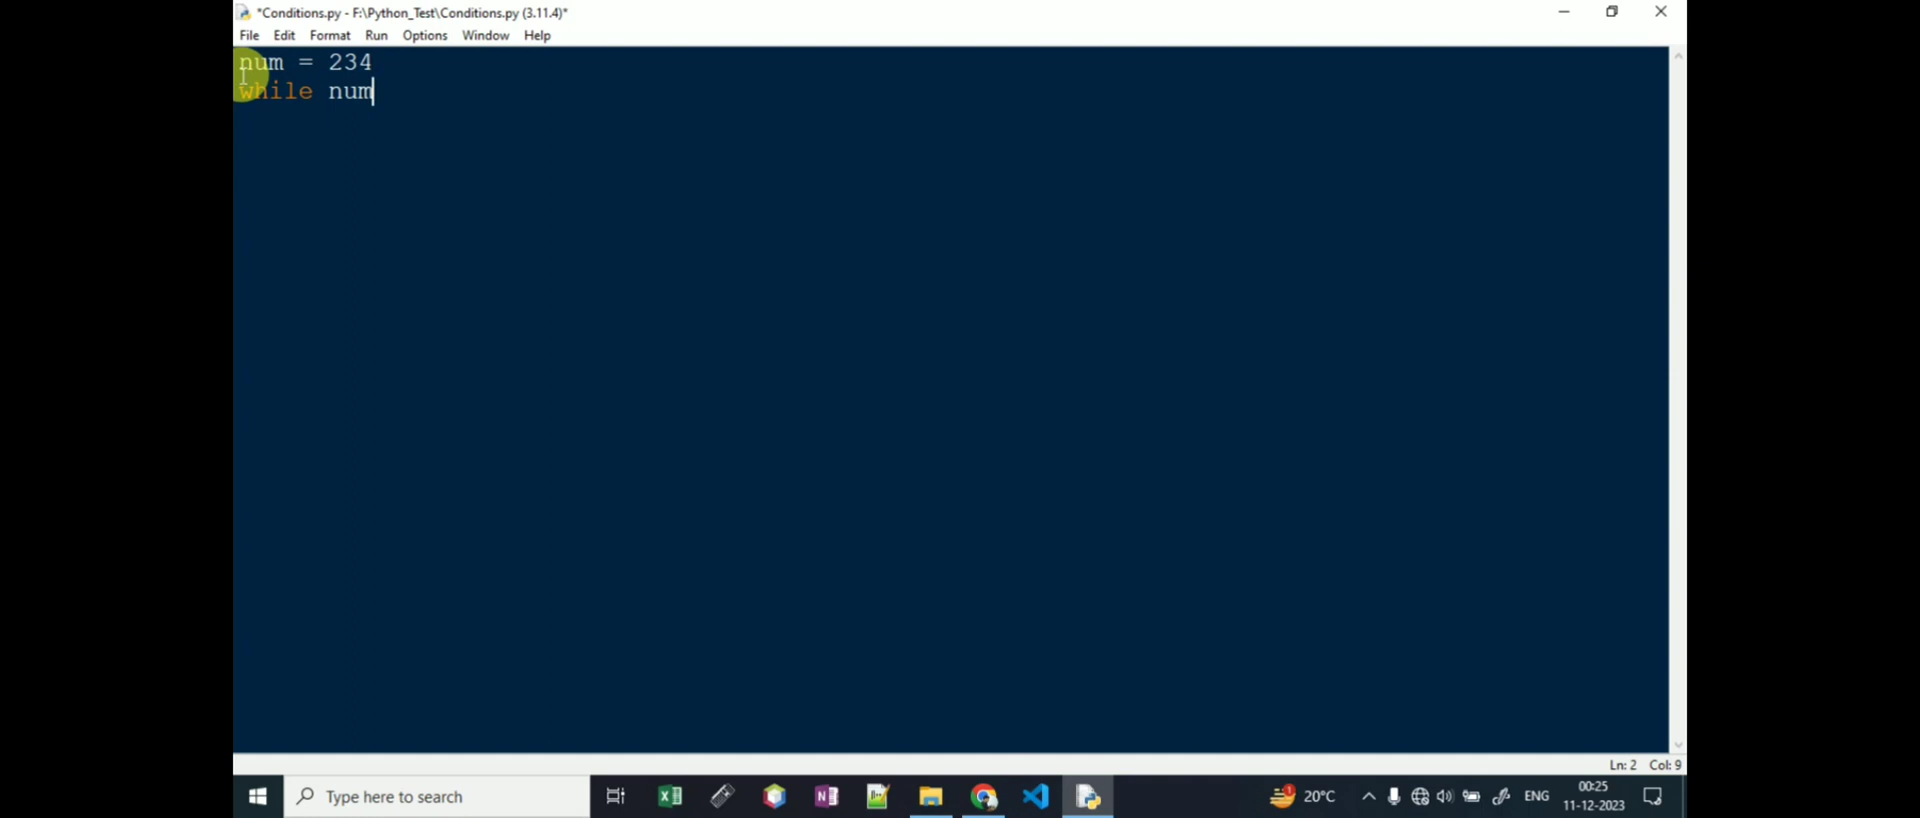 *Conditions.py - F:\Python_Test\Conditions.py (3.11.4)*
File Edit Format Run Options Window Help
num = 234
while num
Ln: 2 Col: 9
Type here to search
20°C
ENG
00:25
11-12-2023